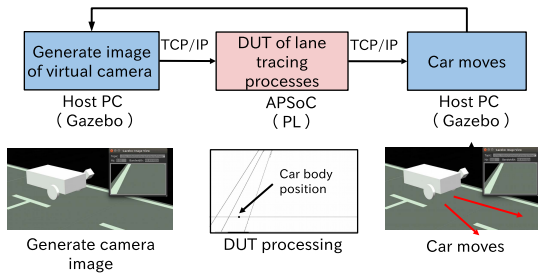 Generate image
of virtual camera
TCP/IP
DUT of lane
tracing
processes
TCP/IP
Car moves
Host PC
( Gazebo )
APSoC
( PL )
Host PC
( Gazebo )
Car body
position
Generate camera
image
DUT processing
Car moves